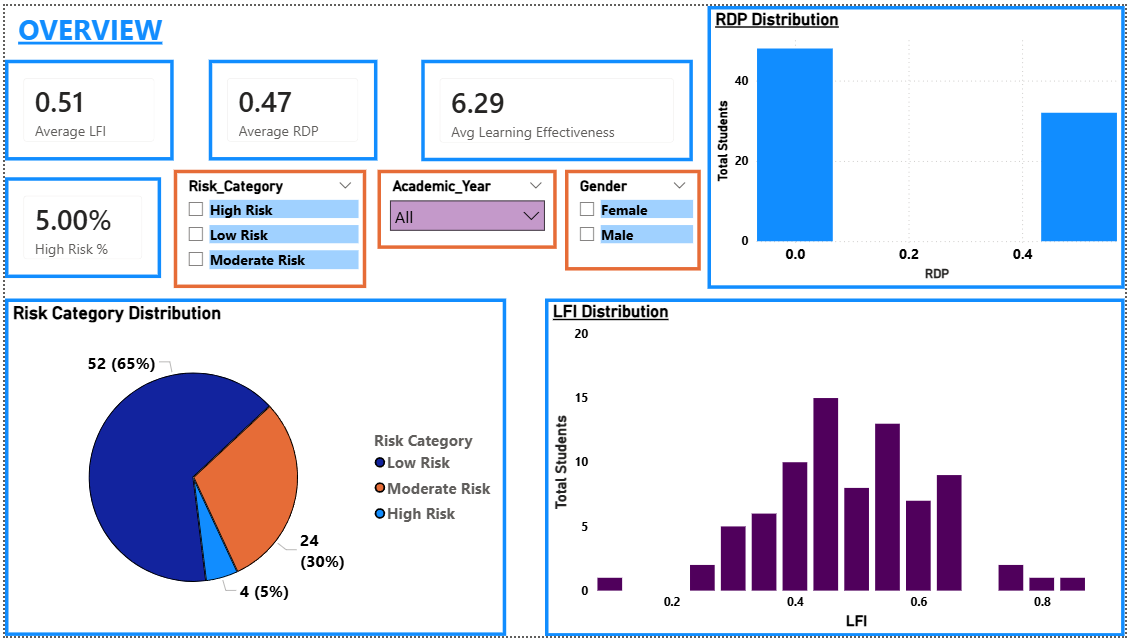 OVERVIEW
0.51
Average LFI
0.47
Average RDP
6.29
Avg Learning Effectiveness
5.00%
High Risk %
Risk_Category
High Risk
Low Risk
Moderate Risk
Academic_Year
All
Gender
Female
Male
RDP Distribution
Total Students
40
20
0
0.0
0.2
0.4
RDP
Risk Category Distribution
52 (65%)
24
(30%)
4 (5%)
Risk Category
Low Risk
Moderate Risk
High Risk
LFI Distribution
Total Students
20
15
10
5
0
0.2
0.4
0.6
0.8
LFI